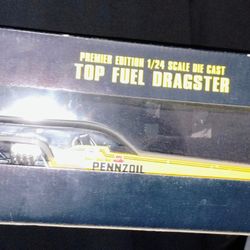 PREMIER EDITION 1/24 SCALE DIE CAST
TOP FUEL DRAGSTER
PENNZOIL